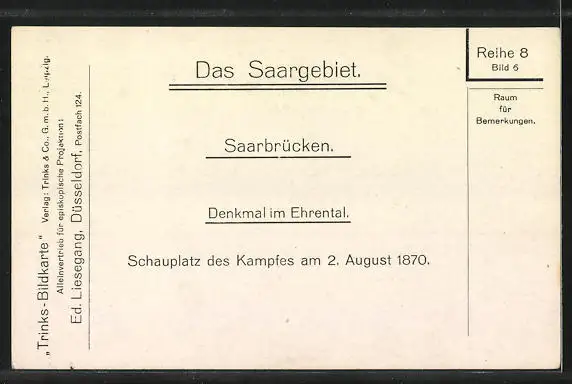 „Trinks-Bildkarte“ Verlag: Trinks & Co., G.m.b.H., Leipzig.
Alleinvertrieb für episkopische Projektion:
Ed. Liesegang, Düsseldorf, Postfach 124.
Das Saargebiet.
Saarbrücken.
Denkmal im Ehrental.
Schauplatz des Kampfes am 2. August 1870.
Reihe 8
Bild 6
Raum
für
Bemerkungen.